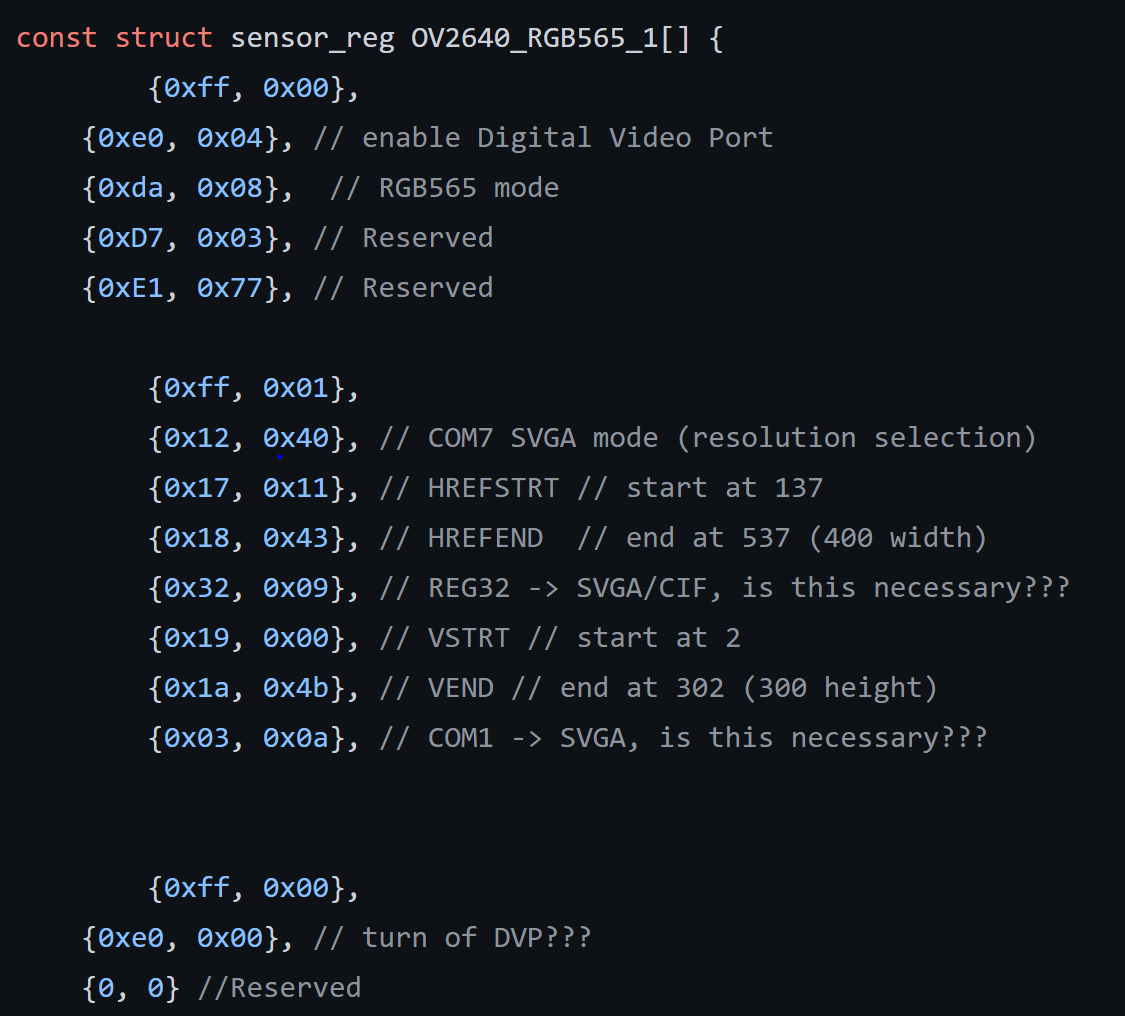 const struct sensor_reg OV2640_RGB565_1[] {
{0xff, 0x00},
{0xe0, 0x04}, // enable Digital Video Port
{0xda, 0x08},  // RGB565 mode
{0xD7, 0x03}, // Reserved
{0xE1, 0x77}, // Reserved
{0xff, 0x01},
{0x12, 0x40}, // COM7 SVGA mode (resolution selection)
{0x17, 0x11}, // HREFSTRT // start at 137
{0x18, 0x43}, // HREFEND  // end at 537 (400 width)
{0x32, 0x09}, // REG32 -> SVGA/CIF, is this necessary???
{0x19, 0x00}, // VSTRT // start at 2
{0x1a, 0x4b}, // VEND // end at 302 (300 height)
{0x03, 0x0a}, // COM1 -> SVGA, is this necessary???
{0xff, 0x00},
{0xe0, 0x00}, // turn of DVP???
{0, 0} //Reserved